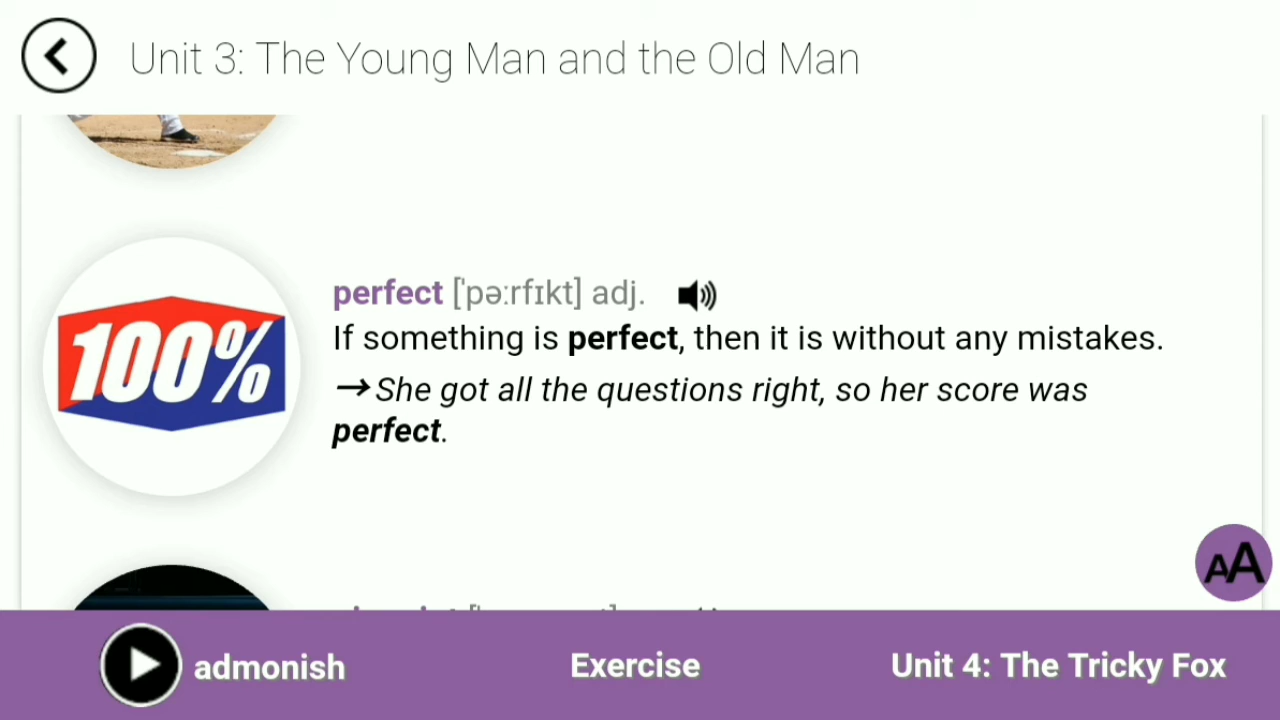 Unit 3: The Young Man and the Old Man
100%
perfect ['pə:rfɪkt] adj.
If something is perfect, then it is without any mistakes.
→ She got all the questions right, so her score was
perfect.
AA
admonish
Exercise
Unit 4: The Tricky Fox